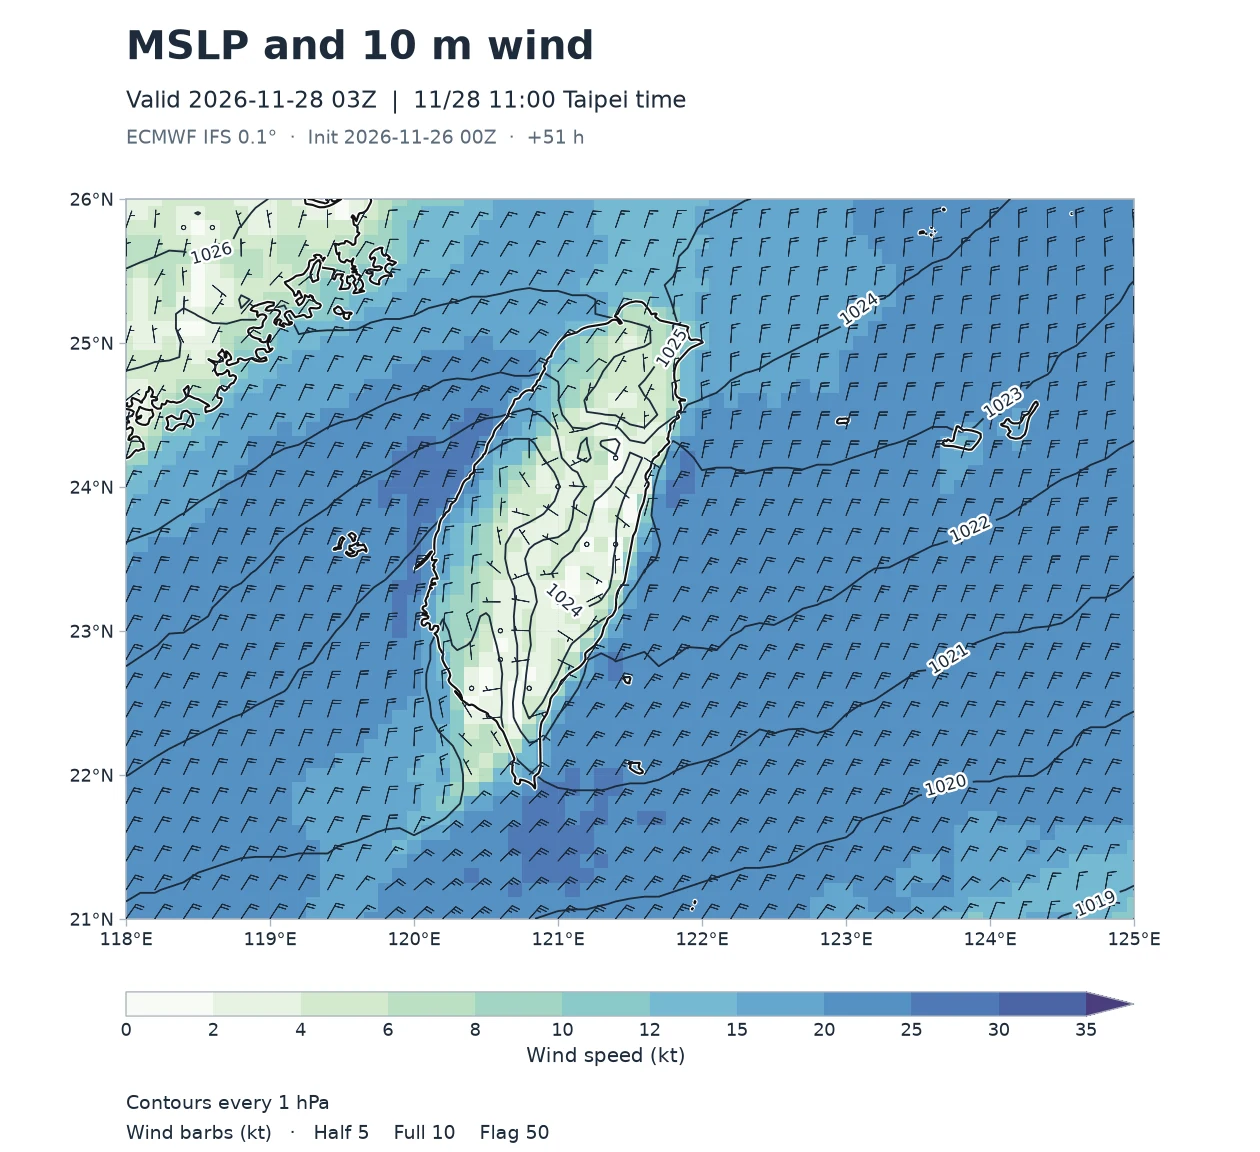 MSLP and 10 m wind
Valid 2026-11-28 03Z | 11/28 11:00 Taipei time
ECMWF IFS 0.1° · Init 2026-11-26 00Z · +51 h
26°N
25°N
24°N
23°N
22°N
21°N
1026
1025
1024
1023
1022
1024
1021
1020
1019
118°E 119°E 120°E 121°E 122°E 123°E 124°E 125°E
0 2 4 6 8 10 12 15 20 25 30 35
Wind speed (kt)
Contours every 1 hPa
Wind barbs (kt) · Half 5 Full 10 Flag 50